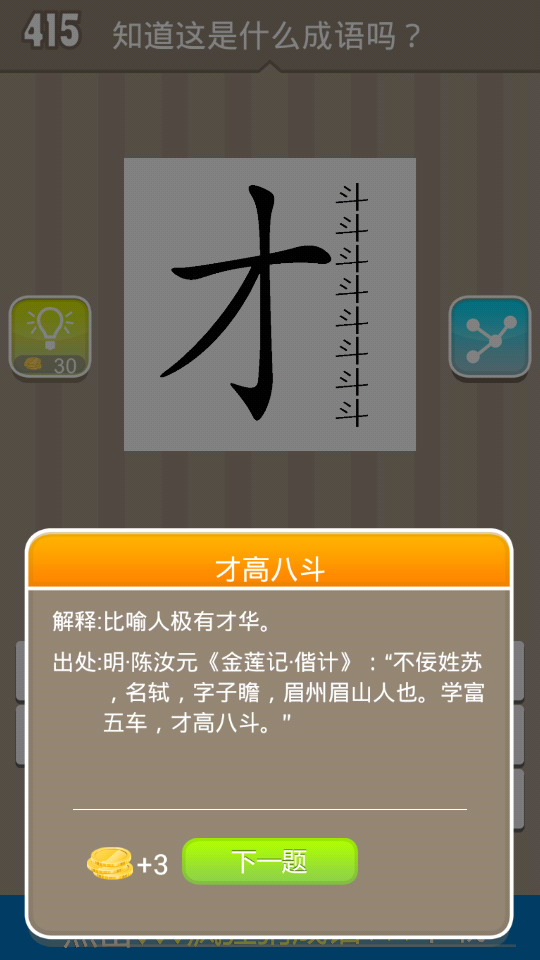 415 知道这是什么成语吗？
才
斗
斗
斗
斗
斗
斗
斗
斗
30
才高八斗
解释:比喻人极有才华。
出处:明·陈汝元《金莲记·偕计》："不佞姓苏
，名轼，字子瞻，眉州眉山人也。学富
五车，才高八斗。"
+3 下一题